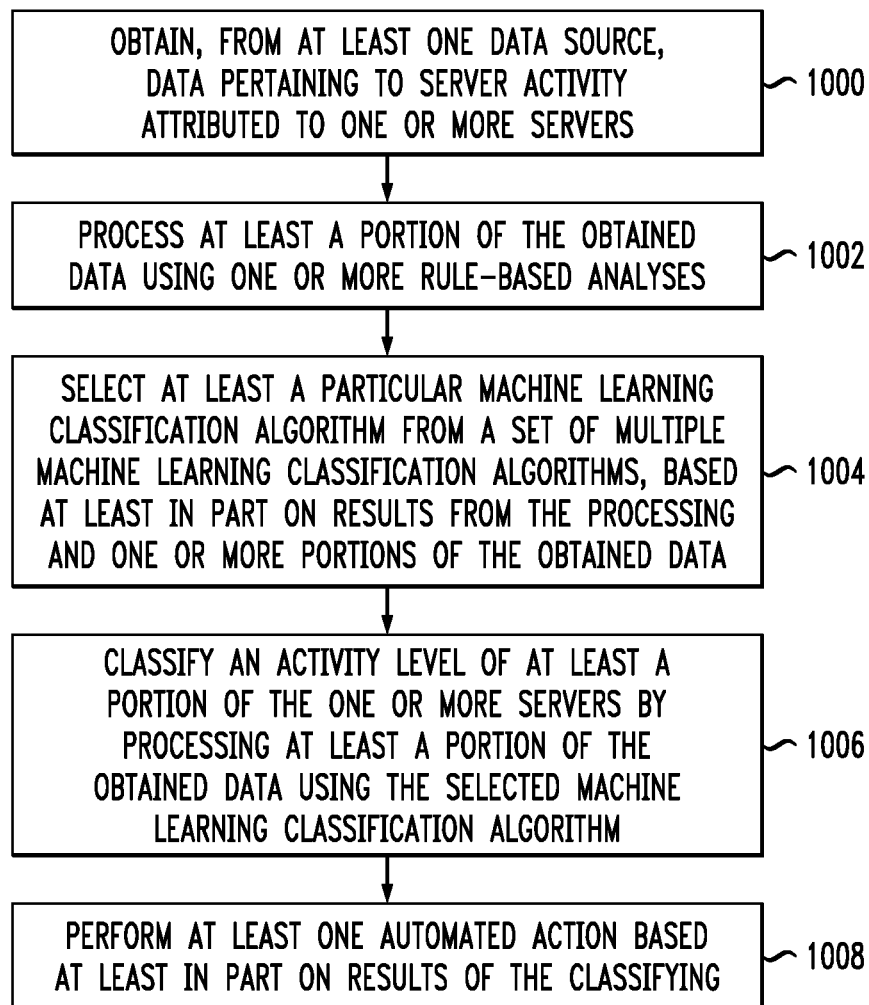 OBTAIN, FROM AT LEAST ONE DATA SOURCE,
DATA PERTAINING TO SERVER ACTIVITY
ATTRIBUTED TO ONE OR MORE SERVERS
1000
PROCESS AT LEAST A PORTION OF THE OBTAINED
DATA USING ONE OR MORE RULE-BASED ANALYSES
1002
SELECT AT LEAST A PARTICULAR MACHINE LEARNING
CLASSIFICATION ALGORITHM FROM A SET OF MULTIPLE
MACHINE LEARNING CLASSIFICATION ALGORITHMS, BASED
AT LEAST IN PART ON RESULTS FROM THE PROCESSING
AND ONE OR MORE PORTIONS OF THE OBTAINED DATA
1004
CLASSIFY AN ACTIVITY LEVEL OF AT LEAST A
PORTION OF THE ONE OR MORE SERVERS BY
PROCESSING AT LEAST A PORTION OF THE
OBTAINED DATA USING THE SELECTED MACHINE
LEARNING CLASSIFICATION ALGORITHM
1006
PERFORM AT LEAST ONE AUTOMATED ACTION BASED
AT LEAST IN PART ON RESULTS OF THE CLASSIFYING
1008